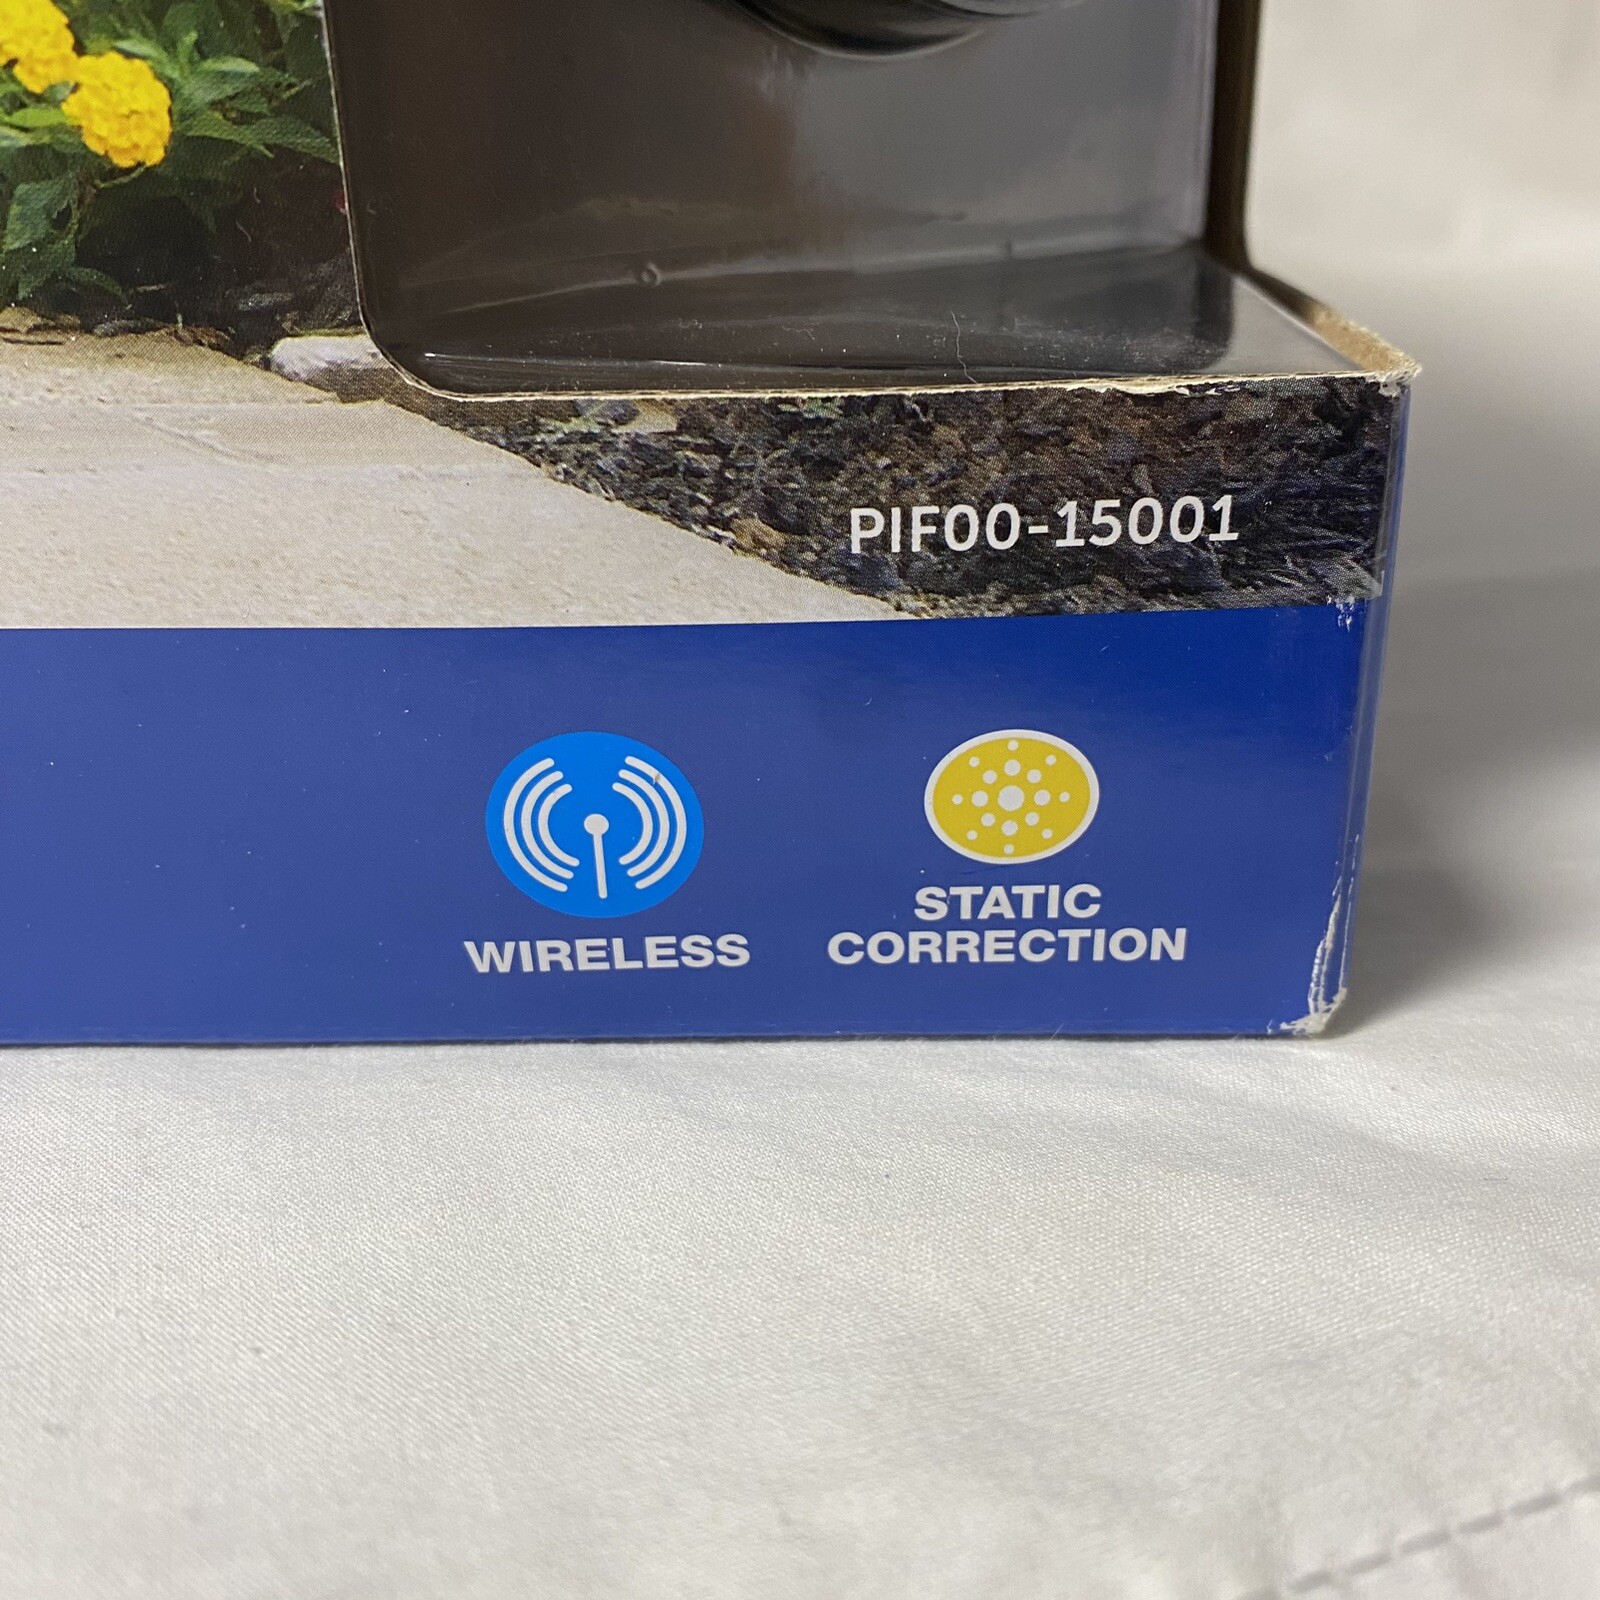 PIF00-15001
WIRELESS
STATIC
CORRECTION